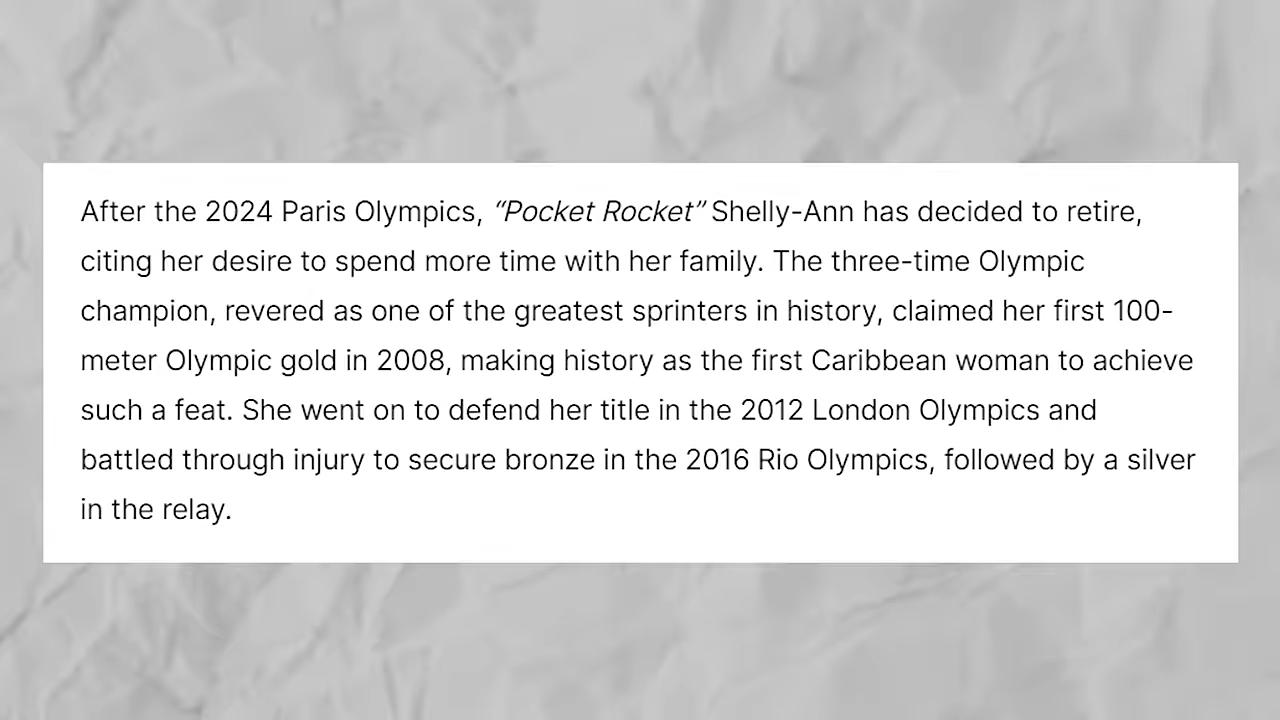 After the 2024 Paris Olympics, “Pocket Rocket” Shelly-Ann has decided to retire,
citing her desire to spend more time with her family. The three-time Olympic
champion, revered as one of the greatest sprinters in history, claimed her first 100-
meter Olympic gold in 2008, making history as the first Caribbean woman to achieve
such a feat. She went on to defend her title in the 2012 London Olympics and
battled through injury to secure bronze in the 2016 Rio Olympics, followed by a silver
in the relay.